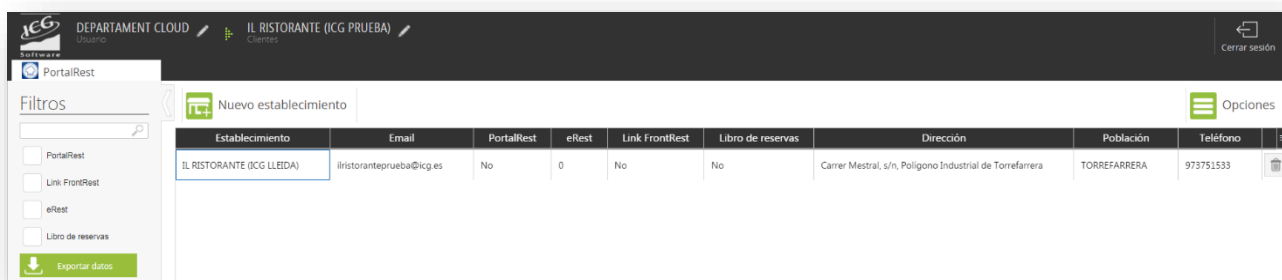 ICG
Software
DEPARTAMENT CLOUD
Usuario
IL RISTORANTE (ICG PRUEBA)
Clientes
Cerrar sesión
PortalRest
Filtros
Nuevo establecimiento
Opciones
PortalRest
Link FrontRest
eRest
Libro de reservas
Exportar datos
Establecimiento Email PortalRest eRest Link FrontRest Libro de reservas Dirección Población Teléfono
IL RISTORANTE (ICG LLEIDA) ilristoranteprueba@icg.es No 0 No No Carrer Mestral, s/n, Poligono Industrial de Torrefarrera TORREFARRERA 973751533